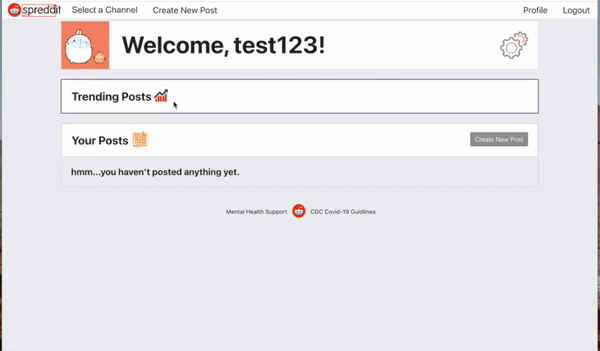 spreddit Select a Channel Create New Post Profile Logout
Welcome, test123!
Trending Posts
Your Posts Create New Post
hmm...you haven't posted anything yet.
Mental Health Support CDC Covid-19 Guidlines